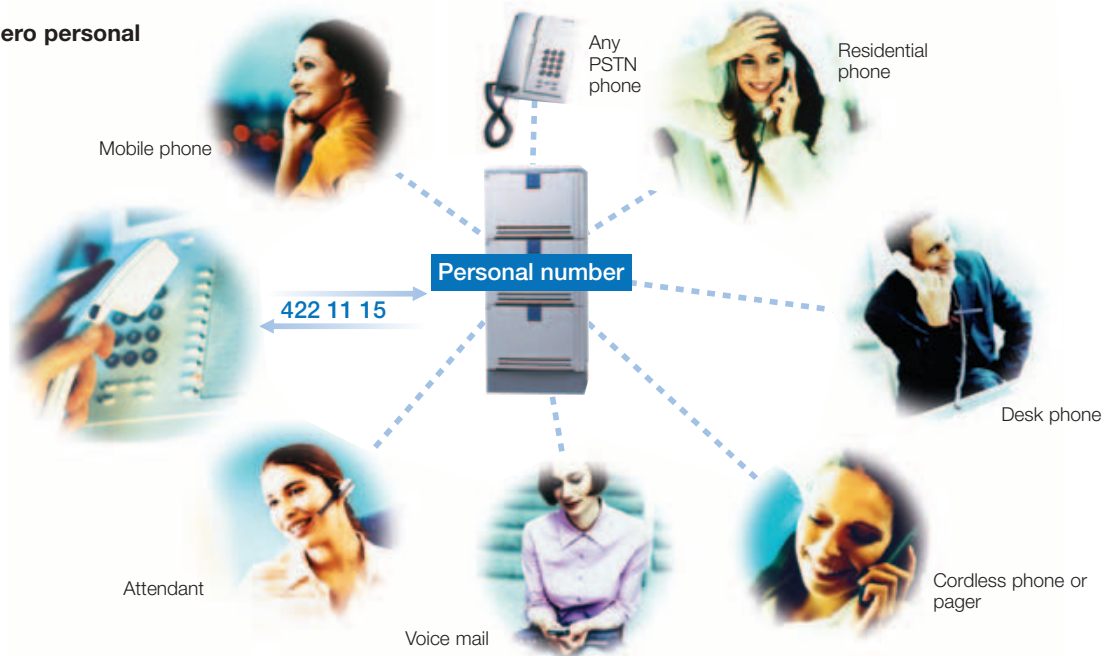 ero personal
Any
PSTN
phone
Residential
phone
Mobile phone
Personal number
422 11 15
Desk phone
Attendant
Cordless phone or
pager
Voice mail